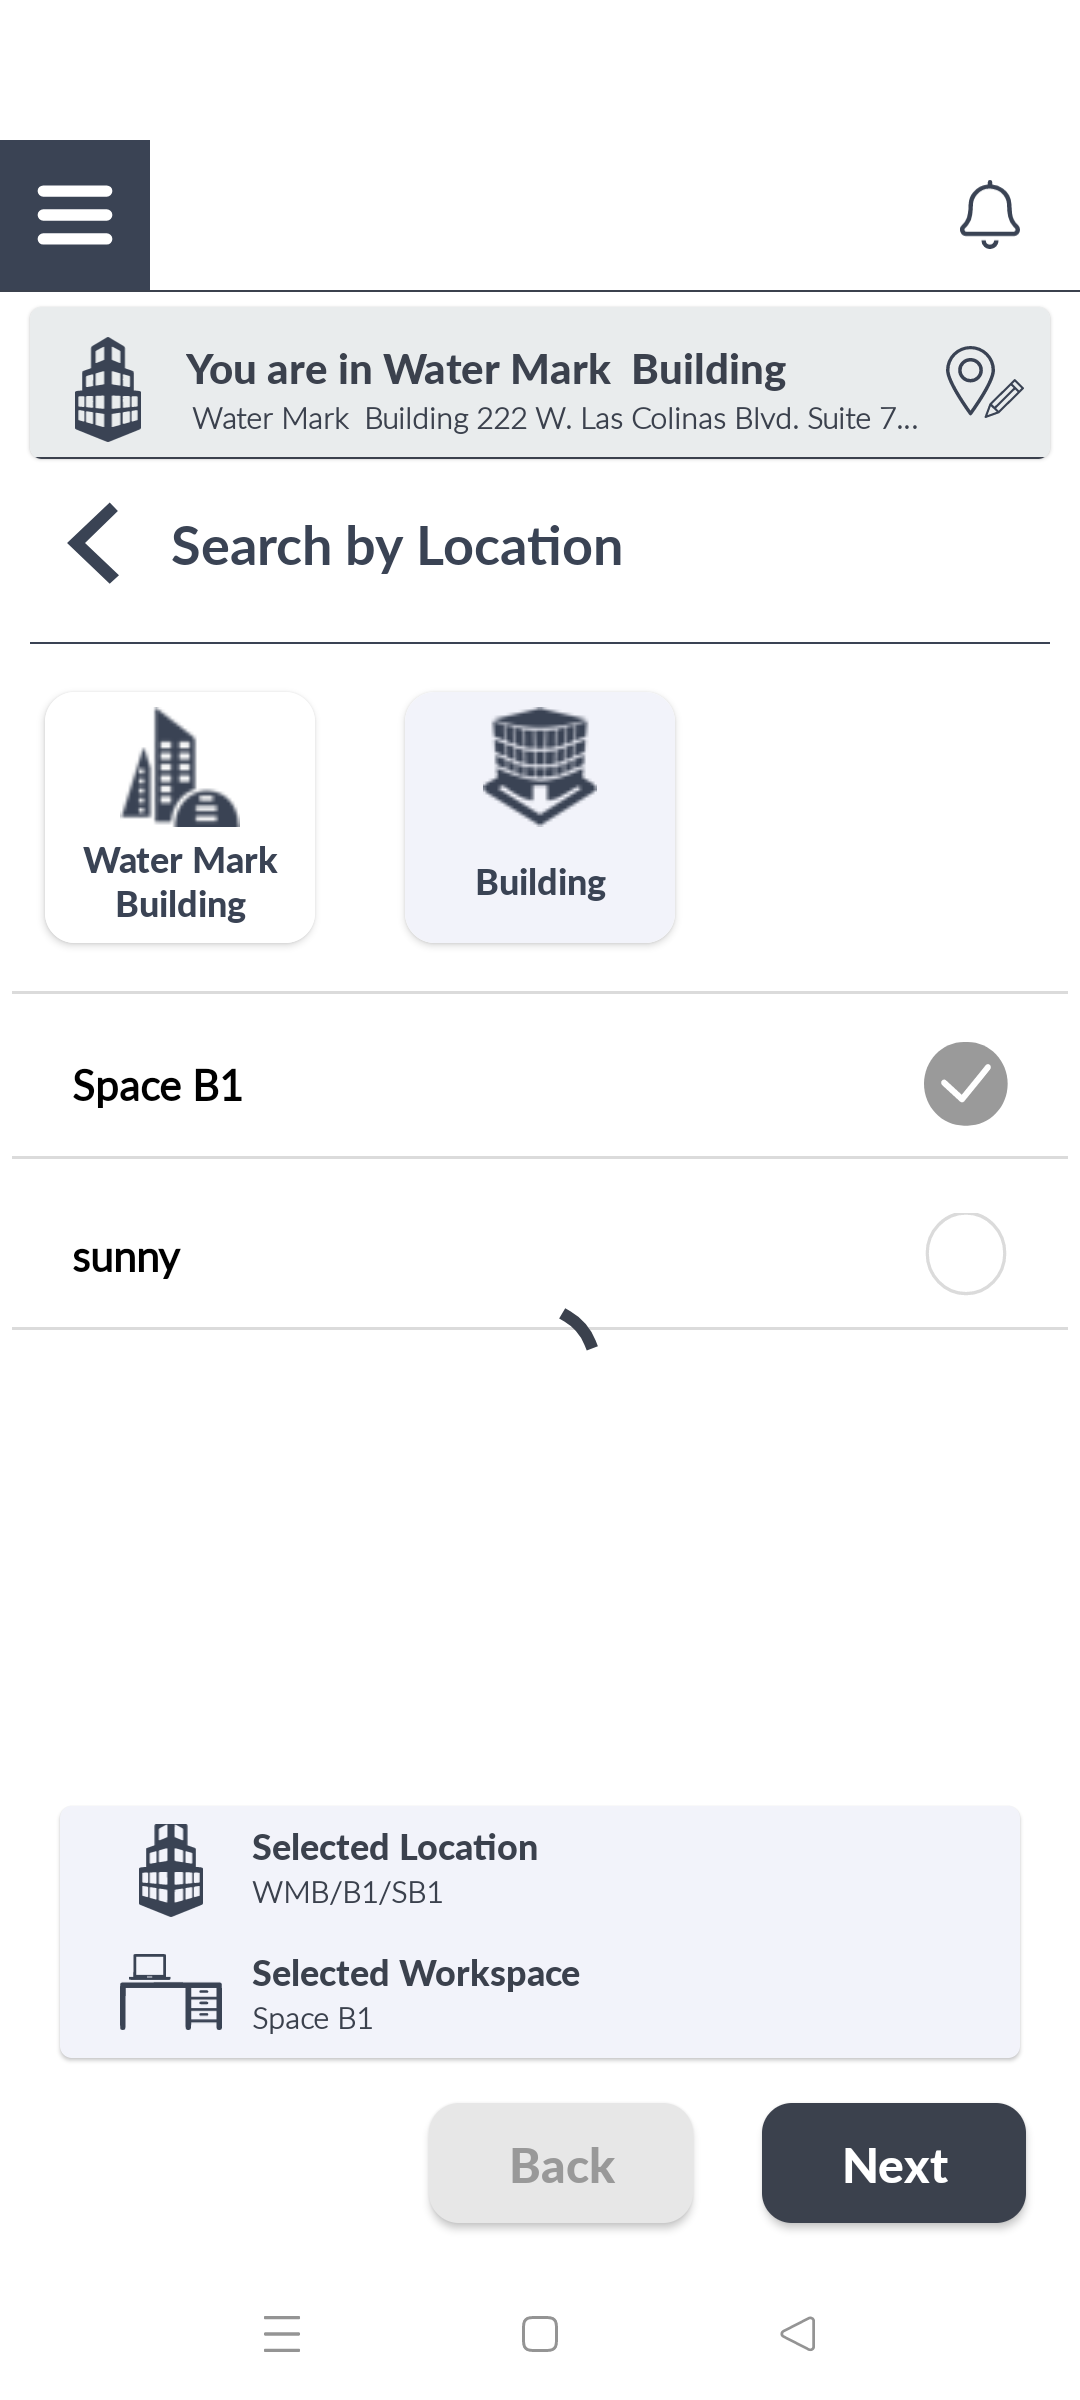 You are in Water Mark  Building
Water Mark  Building 222 W. Las Colinas Blvd. Suite 7...
Search by Location
Water Mark
Building
Building
Space B1
sunny
Selected Location
WMB/B1/SB1
Selected Workspace
Space B1
Back
Next